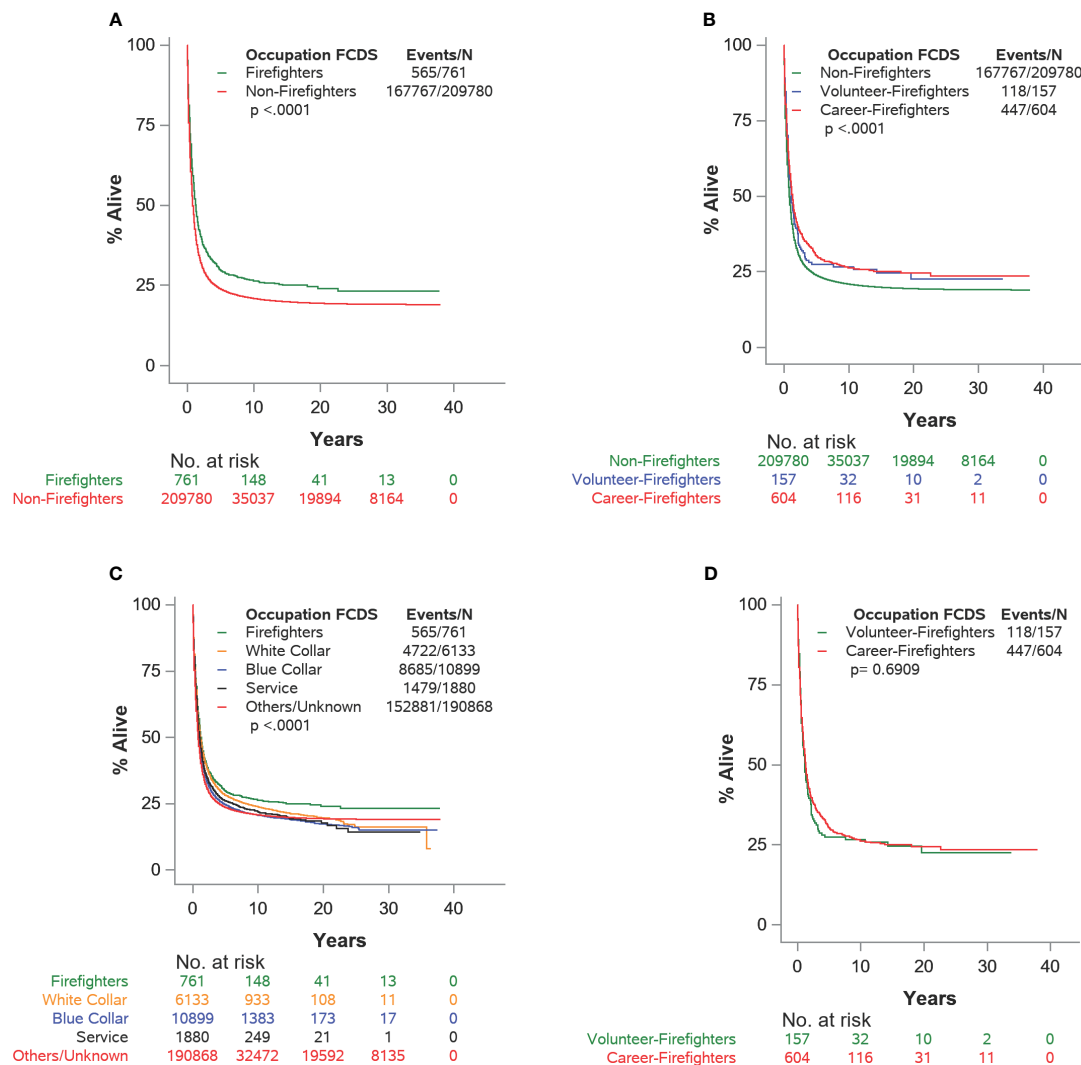 A
Occupation FCDS Events/N
Firefighters 565/761
Non-Firefighters 167767/209780
p <.0001
100
75
50
25
0
% Alive
0 10 20 30 40
Years
No. at risk
Firefighters 761 148 41 13 0
Non-Firefighters 209780 35037 19894 8164 0
B
Occupation FCDS Events/N
Non-Firefighters 167767/209780
Volunteer-Firefighters 118/157
Career-Firefighters 447/604
p <.0001
100
75
50
25
0
% Alive
0 10 20 30 40
Years
No. at risk
Non-Firefighters 209780 35037 19894 8164 0
Volunteer-Firefighters 157 32 10 2 0
Career-Firefighters 604 116 31 11 0
C
Occupation FCDS Events/N
Firefighters 565/761
White Collar 4722/6133
Blue Collar 8685/10899
Service 1479/1880
Others/Unknown 152881/190868
p <.0001
100
75
50
25
0
% Alive
0 10 20 30 40
Years
No. at risk
Firefighters 761 148 41 13 0
White Collar 6133 933 108 11 0
Blue Collar 10899 1383 173 17 0
Service 1880 249 21 1 0
Others/Unknown 190868 32472 19592 8135 0
D
Occupation FCDS Events/N
Volunteer-Firefighters 118/157
Career-Firefighters 447/604
p= 0.6909
100
75
50
25
0
% Alive
0 10 20 30 40
Years
No. at risk
Volunteer-Firefighters 157 32 10 2 0
Career-Firefighters 604 116 31 11 0